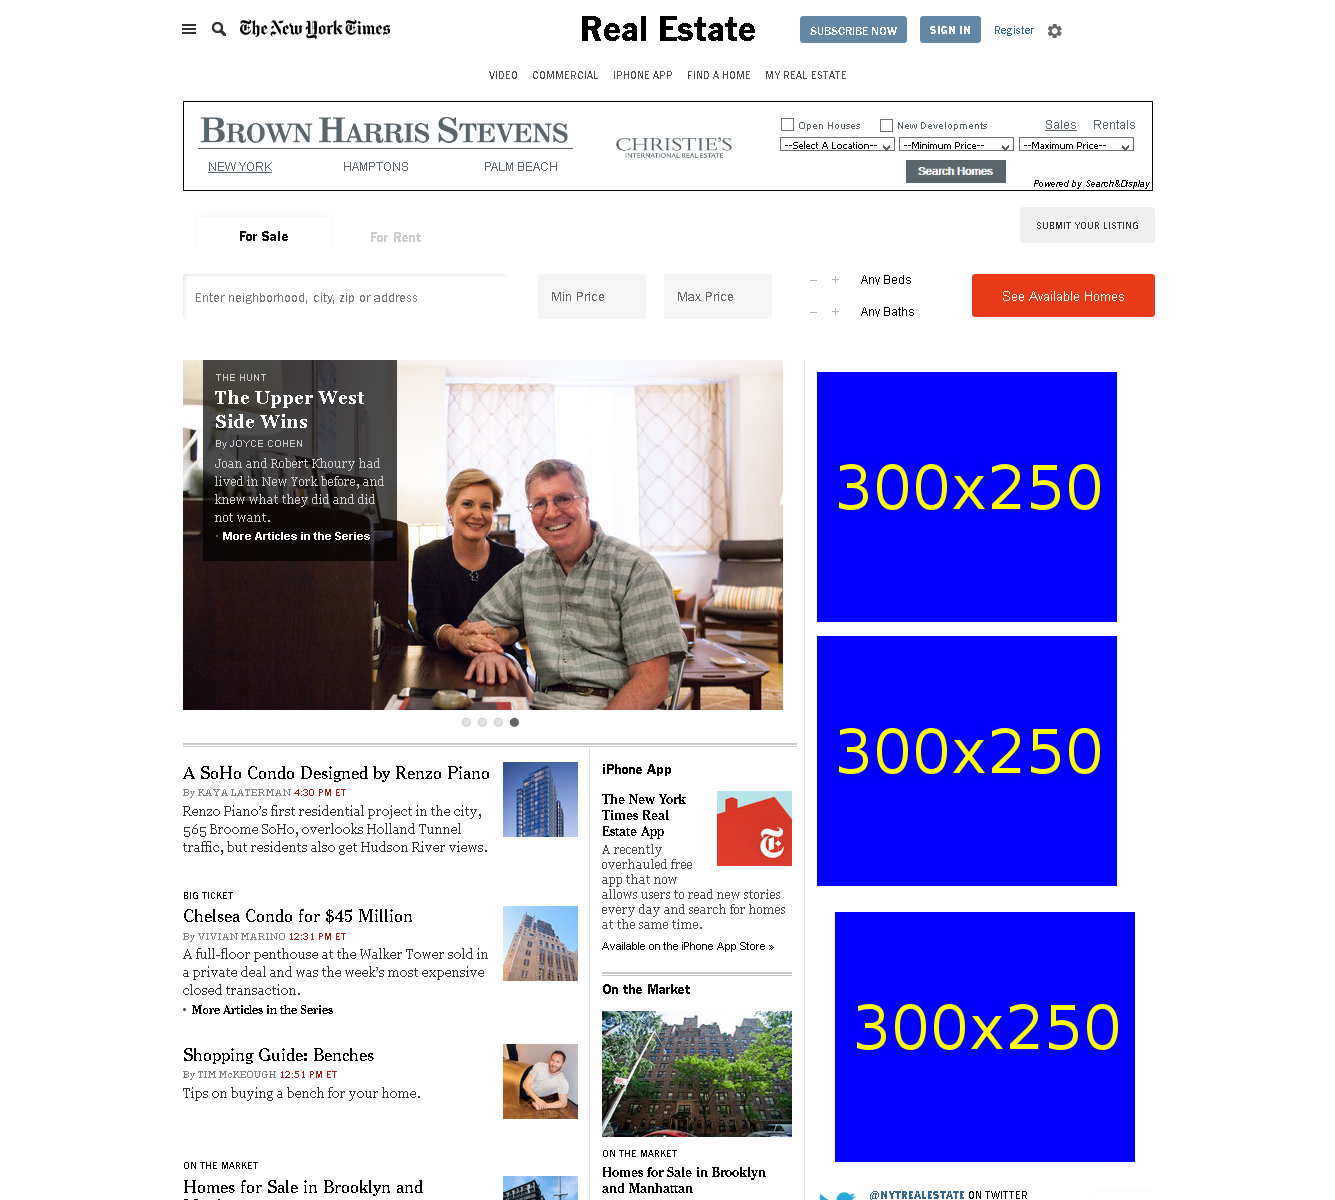 The New York Times
Real Estate
SUBSCRIBE NOW
SIGN IN
Register
VIDEO COMMERCIAL IPHONE APP FIND A HOME MY REAL ESTATE
BROWN HARRIS STEVENS
NEW YORK HAMPTONS PALM BEACH
CHRISTIE'S
INTERNATIONAL REAL ESTATE
Open Houses New Developments Sales Rentals
--Select A Location-- --Minimum Price-- --Maximum Price--
Search Homes
Powered by Search&Display
For Sale For Rent
SUBMIT YOUR LISTING
Enter neighborhood, city, zip or address
Min Price Max Price
– + Any Beds
– + Any Baths
See Available Homes
THE HUNT
The Upper West
Side Wins
By JOYCE COHEN
Joan and Robert Khoury had
lived in New York before, and
knew what they did and did
not want.
· More Articles in the Series
300x250
300x250
300x250
A SoHo Condo Designed by Renzo Piano
By KAYA LATERMAN 4:30 PM ET
Renzo Piano's first residential project in the city,
565 Broome SoHo, overlooks Holland Tunnel
traffic, but residents also get Hudson River views.
BIG TICKET
Chelsea Condo for $45 Million
By VIVIAN MARINO 12:31 PM ET
A full-floor penthouse at the Walker Tower sold in
a private deal and was the week's most expensive
closed transaction.
· More Articles in the Series
Shopping Guide: Benches
By TIM McKEOUGH 12:51 PM ET
Tips on buying a bench for your home.
ON THE MARKET
Homes for Sale in Brooklyn and
iPhone App
The New York
Times Real
Estate App
A recently
overhauled free
app that now
allows users to read new stories
every day and search for homes
at the same time.
Available on the iPhone App Store »
On the Market
ON THE MARKET
Homes for Sale in Brooklyn
and Manhattan
@NYTREALESTATE ON TWITTER